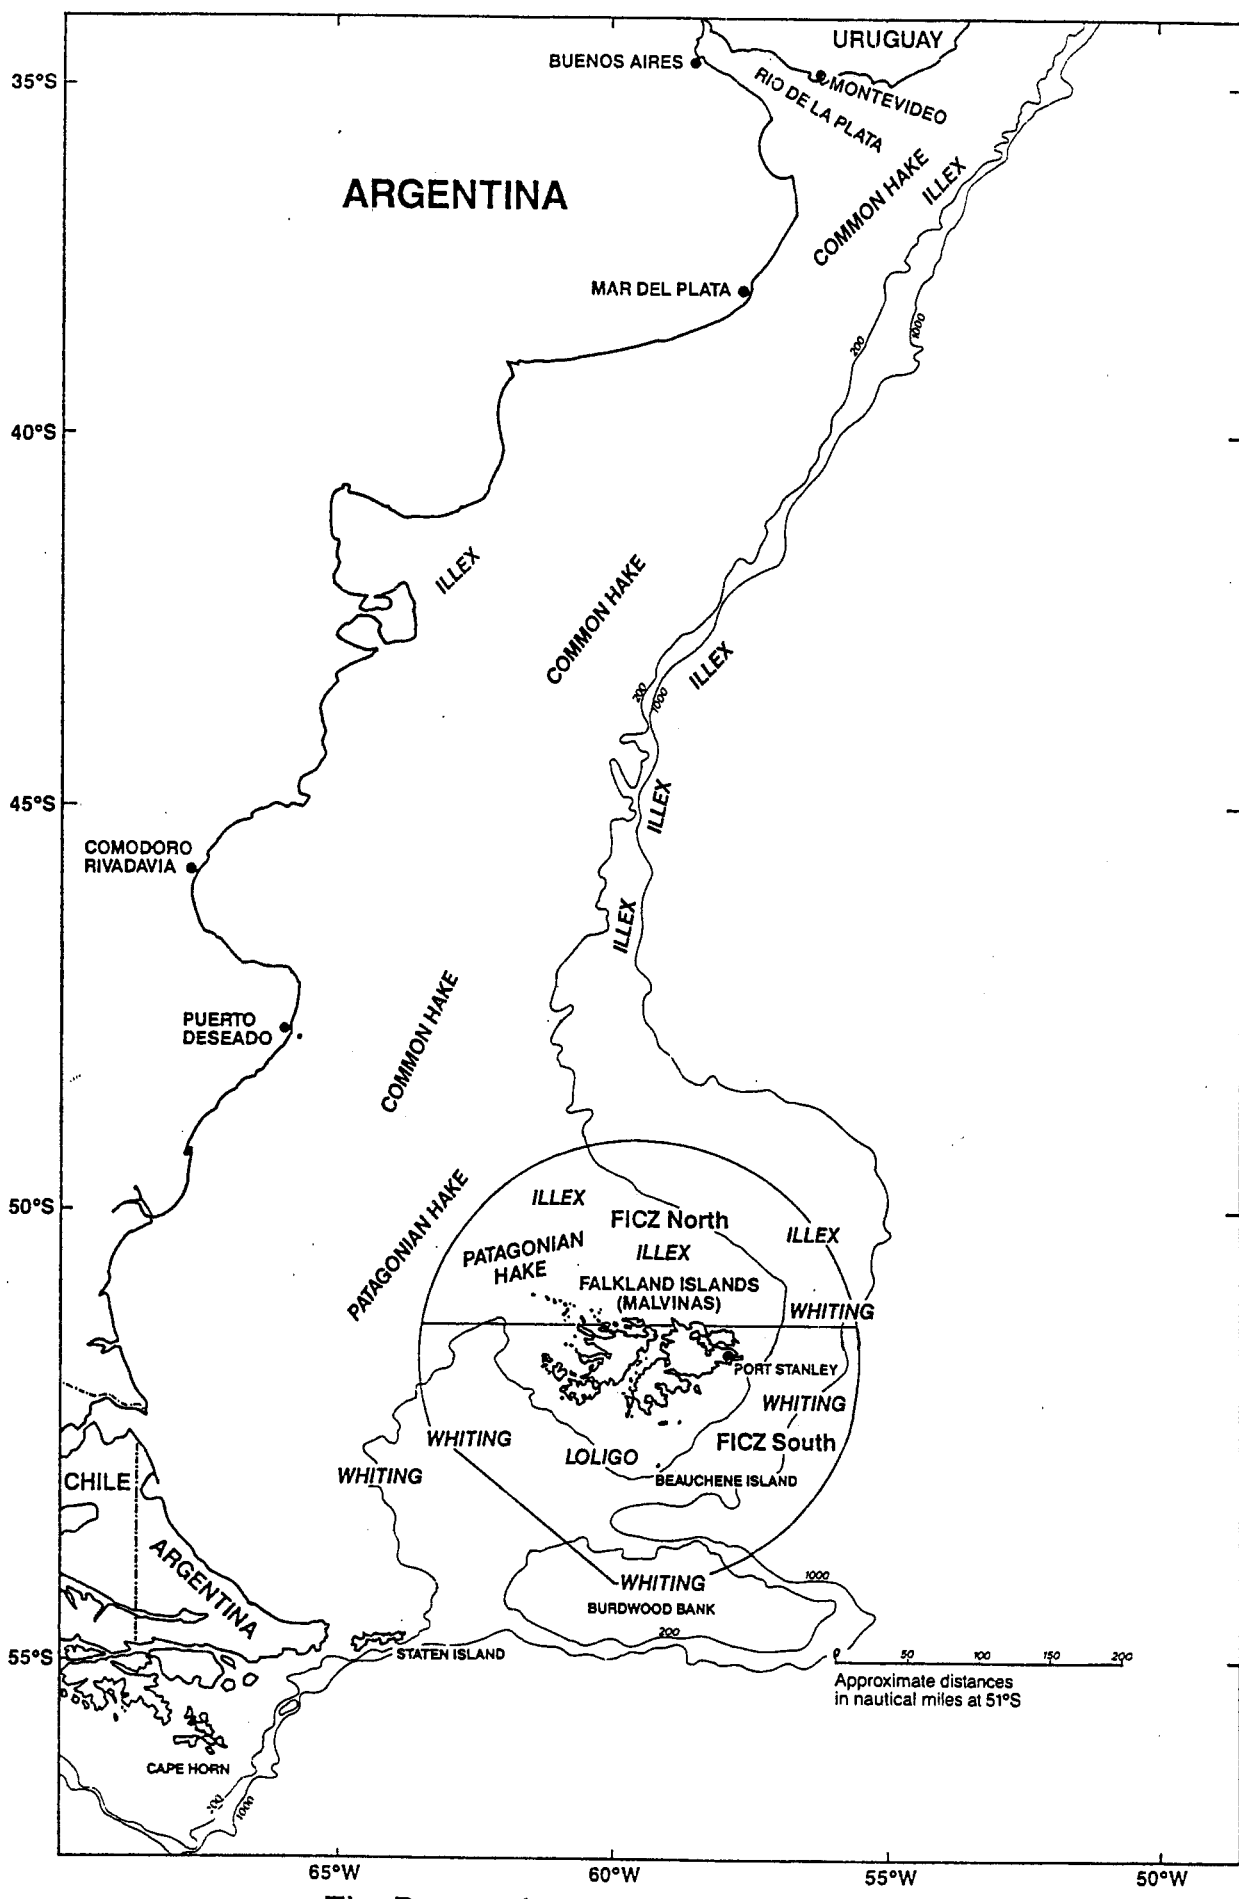 URUGUAY
BUENOS AIRES
35°S
MONTEVIDEO
RIO DE LA PLATA
COMMON HAKE
ILLEX
ARGENTINA
MAR DEL PLATA
200
1000
40°S
ILLEX
COMMON HAKE
ILLEX
200
1000
45°S
ILLEX
COMODORO
RIVADAVIA
ILLEX
COMMON HAKE
PUERTO
DESEADO
50°S
PATAGONIAN HAKE
ILLEX
FICZ North
ILLEX
ILLEX
PATAGONIAN
HAKE
FALKLAND ISLANDS
(MALVINAS)
WHITING
PORT STANLEY
WHITING
WHITING
FICZ South
LOLIGO
WHITING
BEAUCHENE ISLAND
CHILE
ARGENTINA
WHITING
1000
BURDWOOD BANK
200
55°S
STATEN ISLAND
0 50 100 150 200
Approximate distances
in nautical miles at 51°S
CAPE HORN
200
1000
65°W
60°W
55°W
50°W